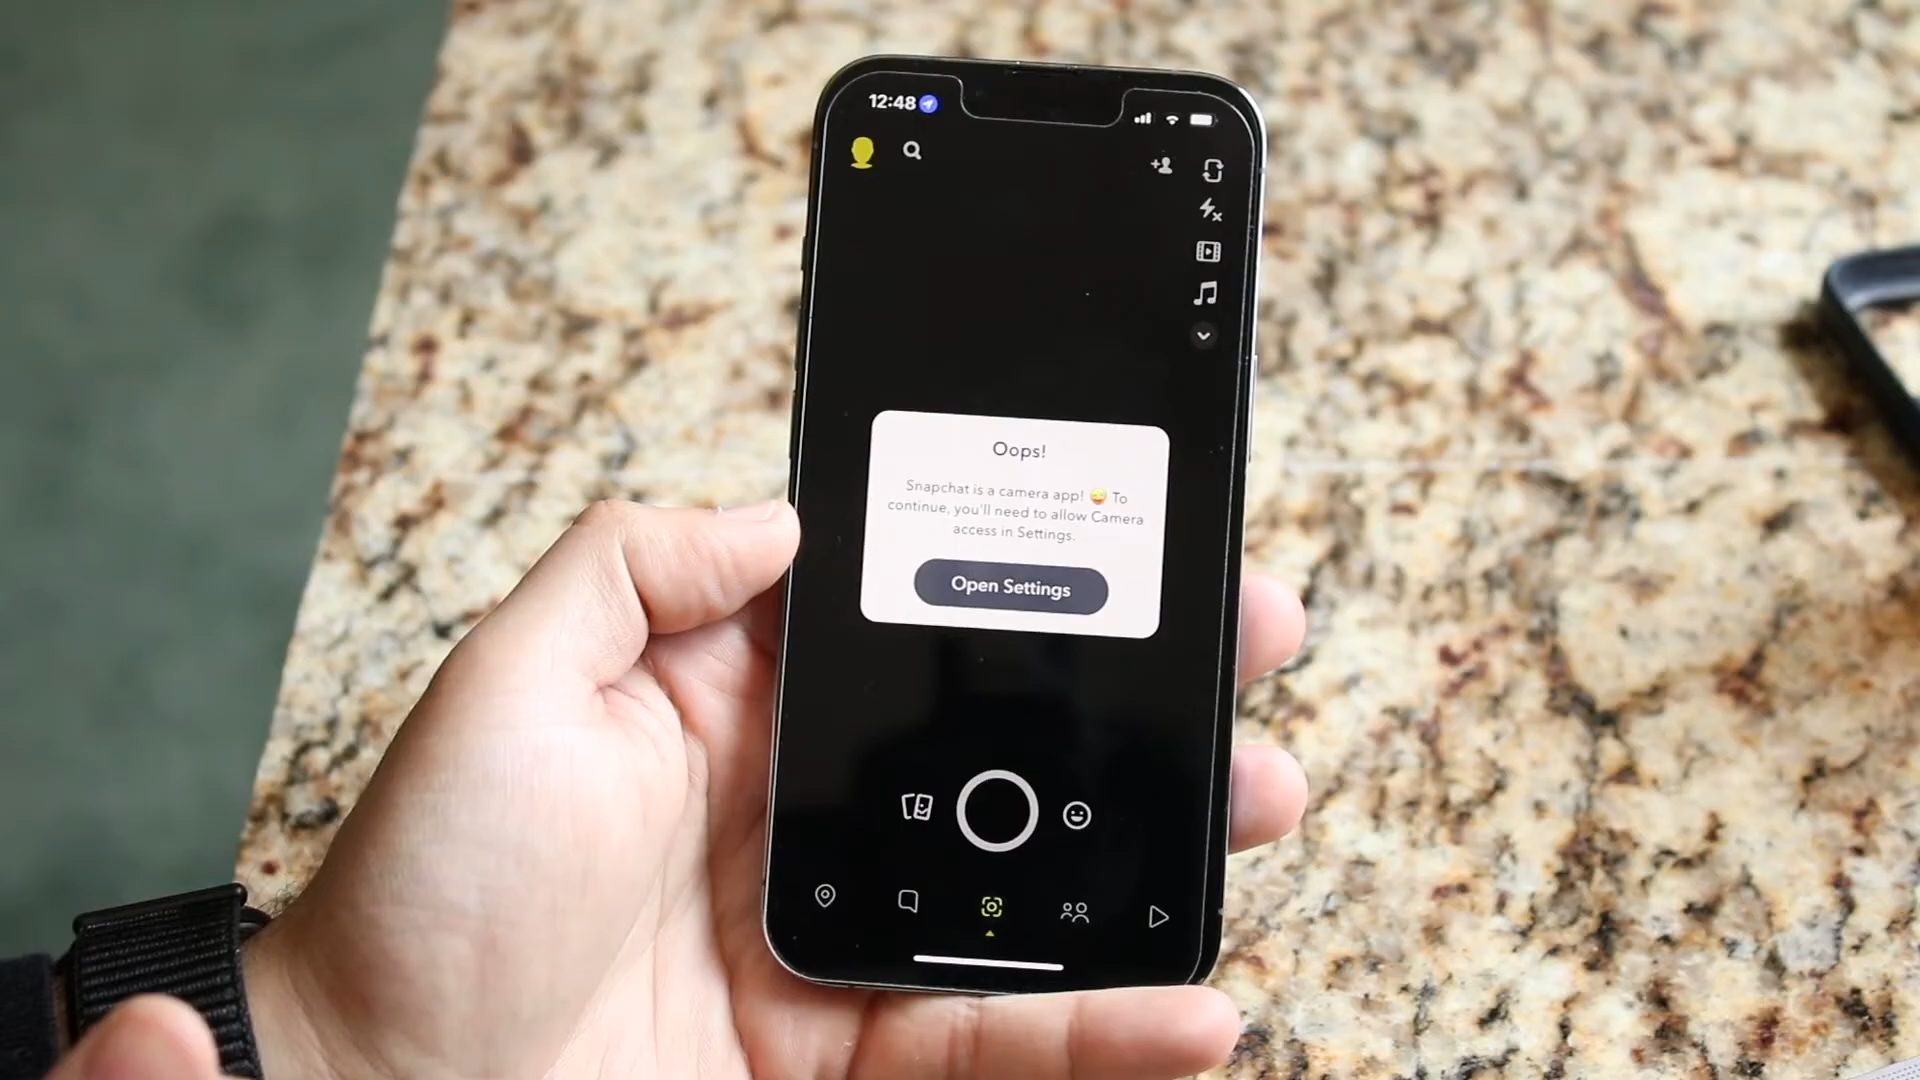 12:48
Oops!
Snapchat is a camera app! 😜 To
continue, you'll need to allow Camera
access in Settings.
Open Settings